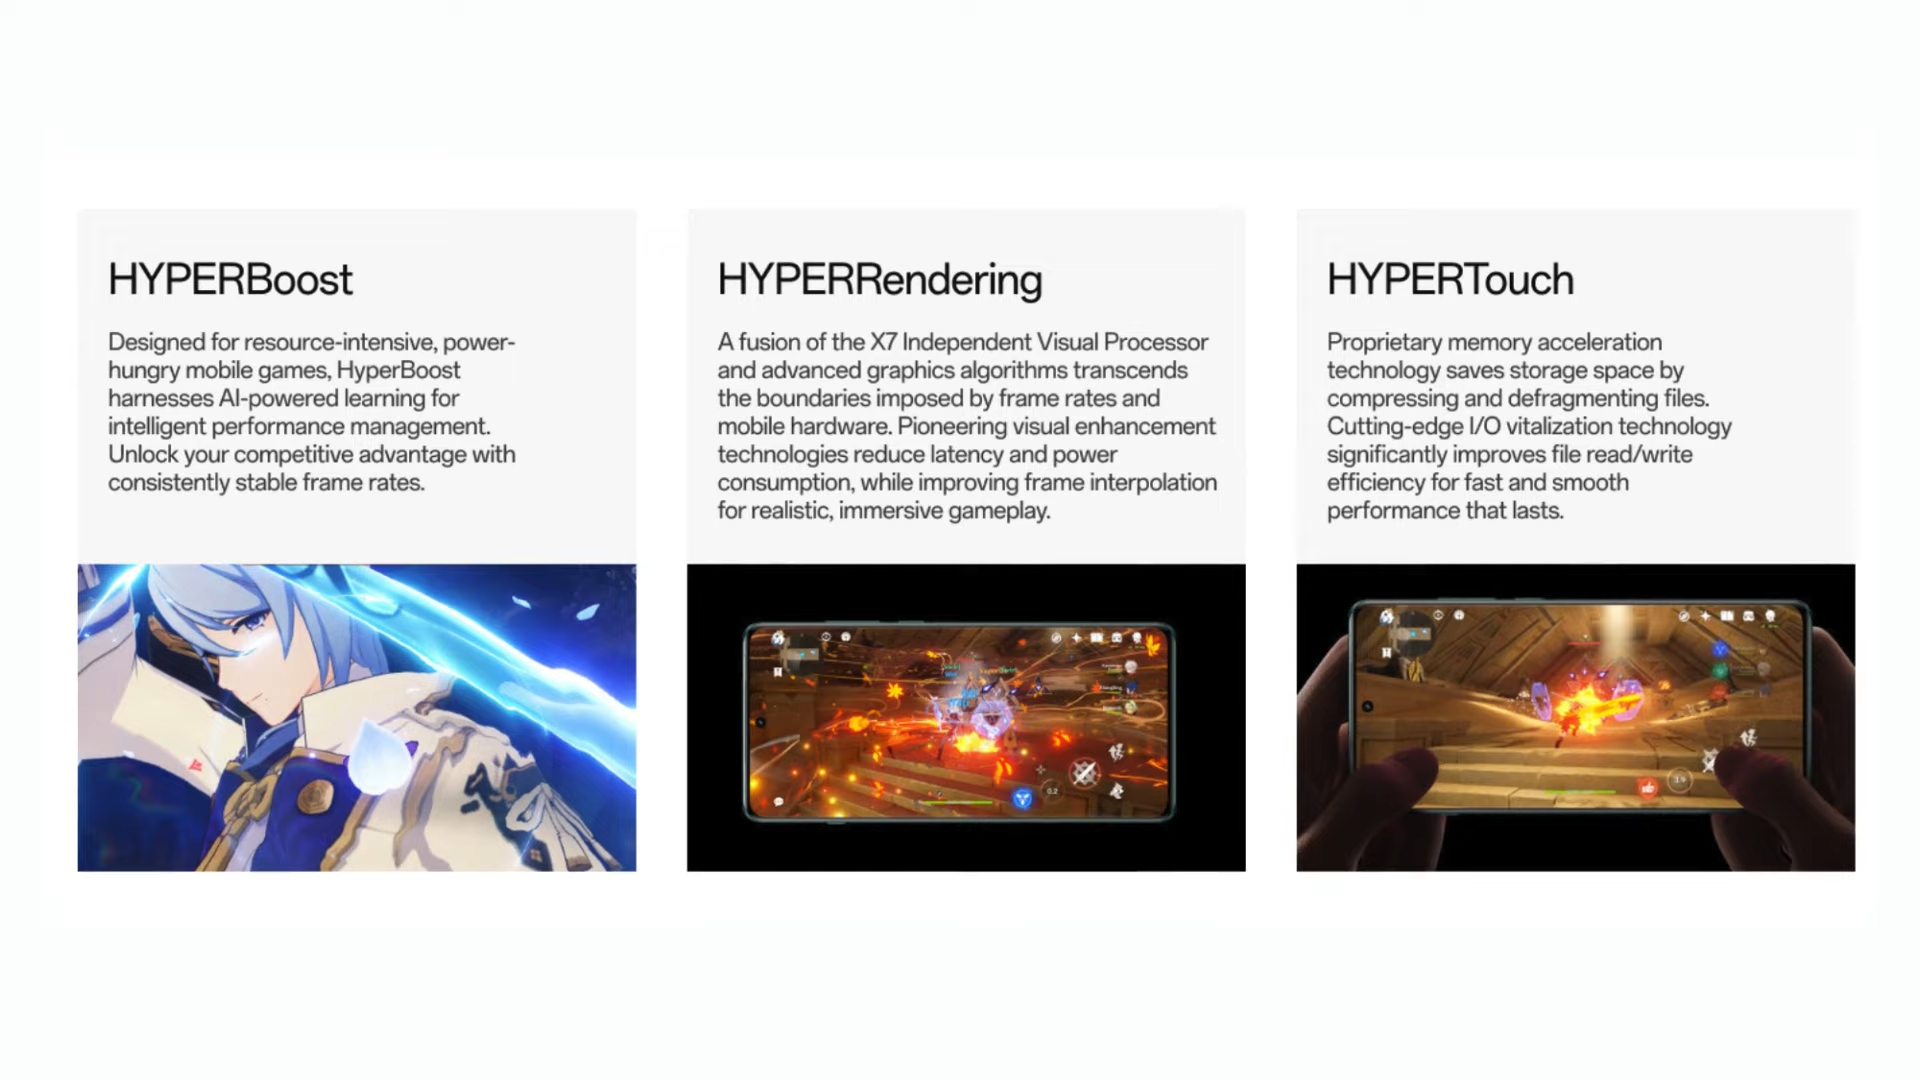 HYPERBoost
Designed for resource-intensive, power-
hungry mobile games, HyperBoost
harnesses AI-powered learning for
intelligent performance management.
Unlock your competitive advantage with
consistently stable frame rates.
HYPERRendering
A fusion of the X7 Independent Visual Processor
and advanced graphics algorithms transcends
the boundaries imposed by frame rates and
mobile hardware. Pioneering visual enhancement
technologies reduce latency and power
consumption, while improving frame interpolation
for realistic, immersive gameplay.
0.2
HYPERTouch
Proprietary memory acceleration
technology saves storage space by
compressing and defragmenting files.
Cutting-edge I/O vitalization technology
significantly improves file read/write
efficiency for fast and smooth
performance that lasts.